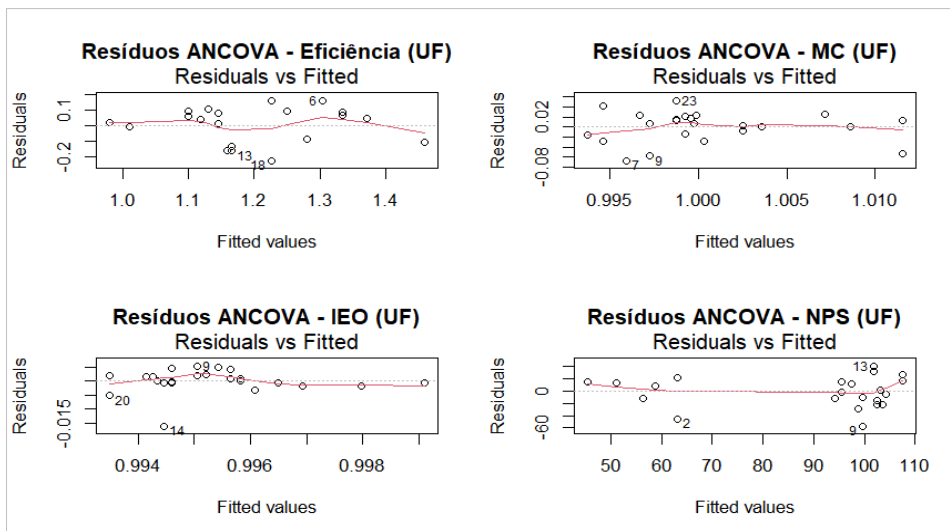 Resíduos ANCOVA - Eficiência (UF)
Residuals vs Fitted
Residuals
0.1
-0.2
6
13
18
1.0 1.1 1.2 1.3 1.4
Fitted values
Resíduos ANCOVA - MC (UF)
Residuals vs Fitted
Residuals
0.02
-0.08
23
7
9
0.995 1.000 1.005 1.010
Fitted values
Resíduos ANCOVA - IEO (UF)
Residuals vs Fitted
Residuals
-0.015
9
20
14
0.994 0.996 0.998
Fitted values
Resíduos ANCOVA - NPS (UF)
Residuals vs Fitted
Residuals
0
-60
13
2
9
50 60 70 80 90 100 110
Fitted values